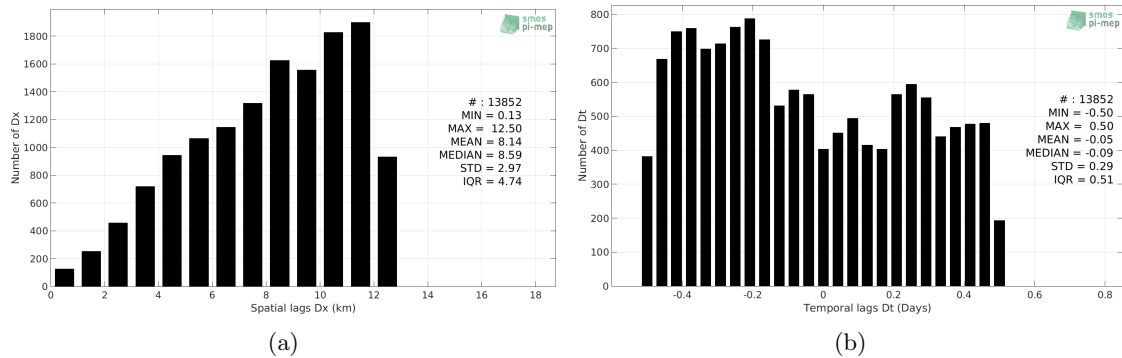 Number of Dx
1800
1600
1400
1200
1000
800
600
400
200
0
0 2 4 6 8 10 12 14 16 18
Spatial lags Dx (km)
smos
pi-mep
# : 13852
MIN = 0.13
MAX = 12.50
MEAN = 8.14
MEDIAN = 8.59
STD = 2.97
IQR = 4.74
(a)
Number of Dt
800
700
600
500
400
300
200
100
0
-0.4 -0.2 0 0.2 0.4 0.6 0.8
Temporal lags Dt (Days)
smos
pi-mep
# : 13852
MIN = -0.50
MAX = 0.50
MEAN = -0.05
MEDIAN = -0.09
STD = 0.29
IQR = 0.51
(b)